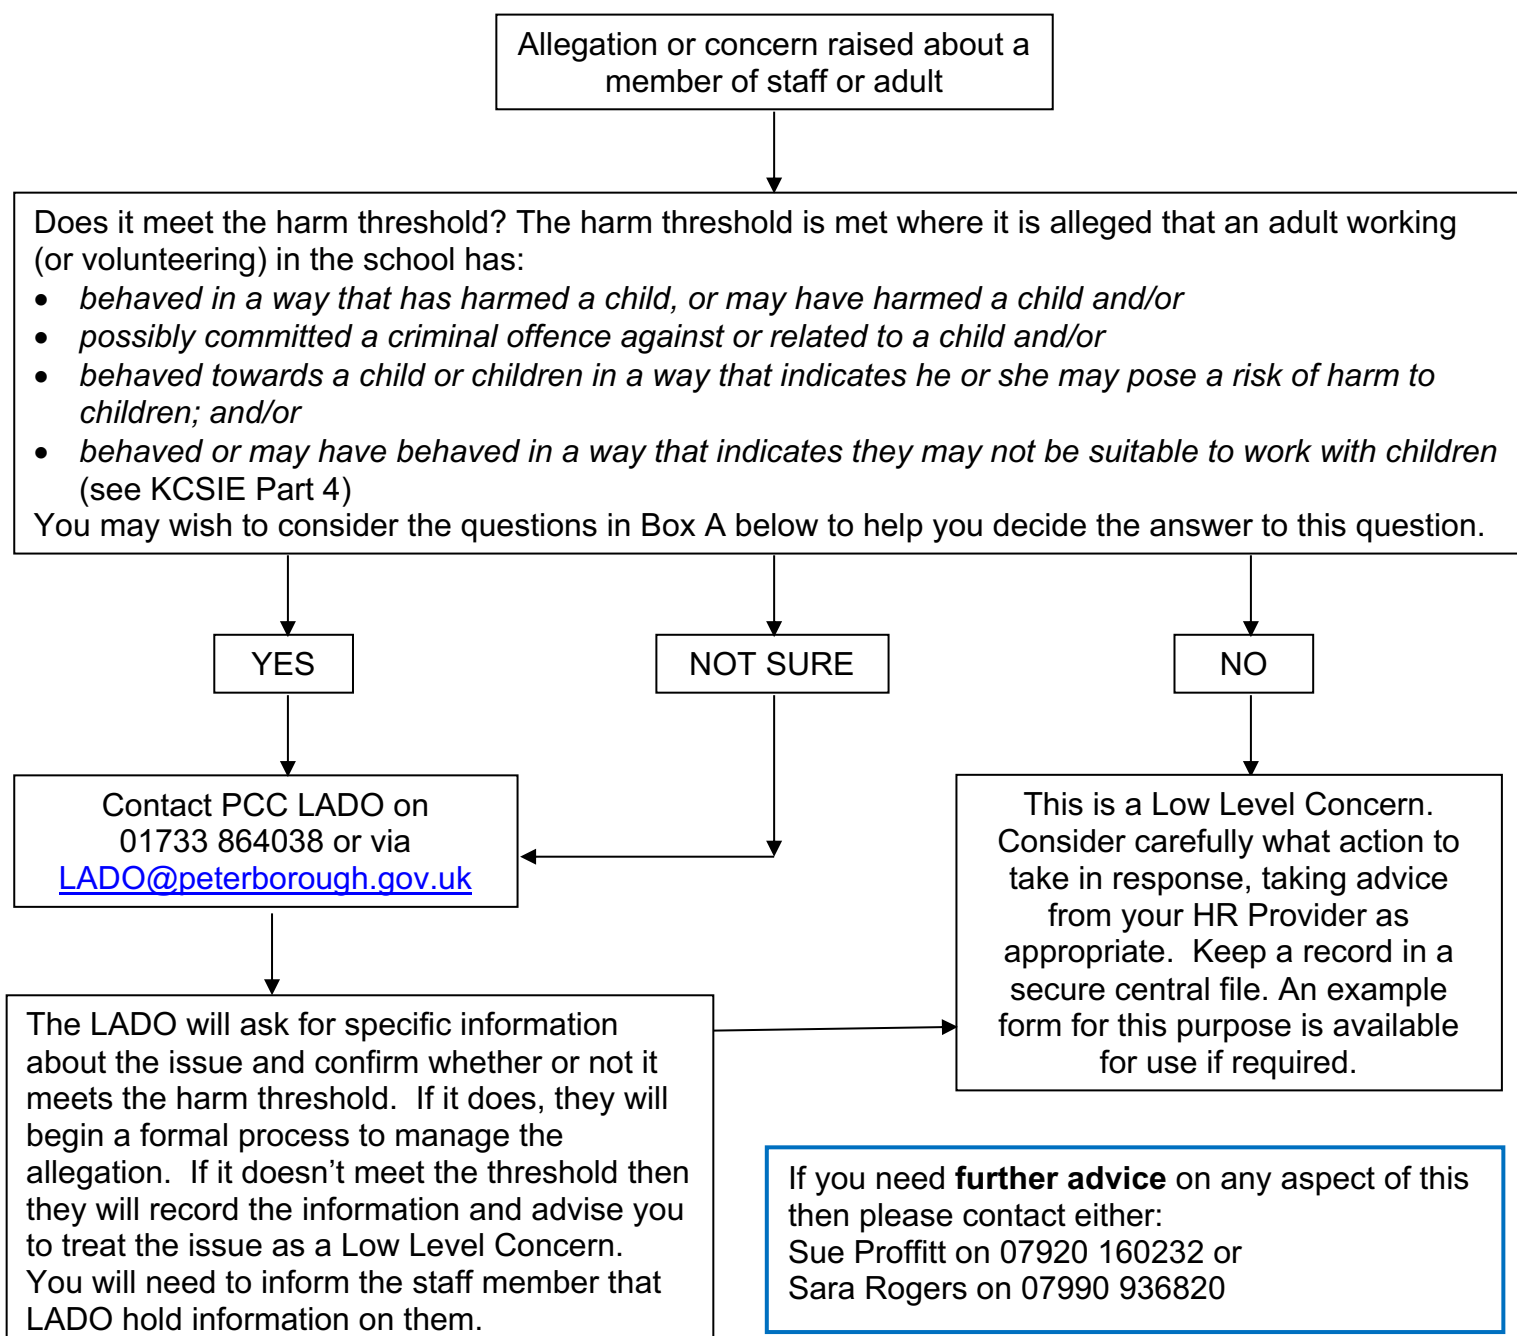 Allegation or concern raised about a
member of staff or adult
Does it meet the harm threshold? The harm threshold is met where it is alleged that an adult working
(or volunteering) in the school has:
• behaved in a way that has harmed a child, or may have harmed a child and/or
• possibly committed a criminal offence against or related to a child and/or
• behaved towards a child or children in a way that indicates he or she may pose a risk of harm to
children; and/or
• behaved or may have behaved in a way that indicates they may not be suitable to work with children
(see KCSIE Part 4)
You may wish to consider the questions in Box A below to help you decide the answer to this question.
YES
NOT SURE
NO
Contact PCC LADO on
01733 864038 or via
LADO@peterborough.gov.uk
This is a Low Level Concern.
Consider carefully what action to
take in response, taking advice
from your HR Provider as
appropriate.  Keep a record in a
secure central file. An example
form for this purpose is available
for use if required.
The LADO will ask for specific information
about the issue and confirm whether or not it
meets the harm threshold.  If it does, they will
begin a formal process to manage the
allegation.  If it doesn’t meet the threshold then
they will record the information and advise you
to treat the issue as a Low Level Concern.
You will need to inform the staff member that
LADO hold information on them.
If you need further advice on any aspect of this
then please contact either:
Sue Proffitt on 07920 160232 or
Sara Rogers on 07990 936820